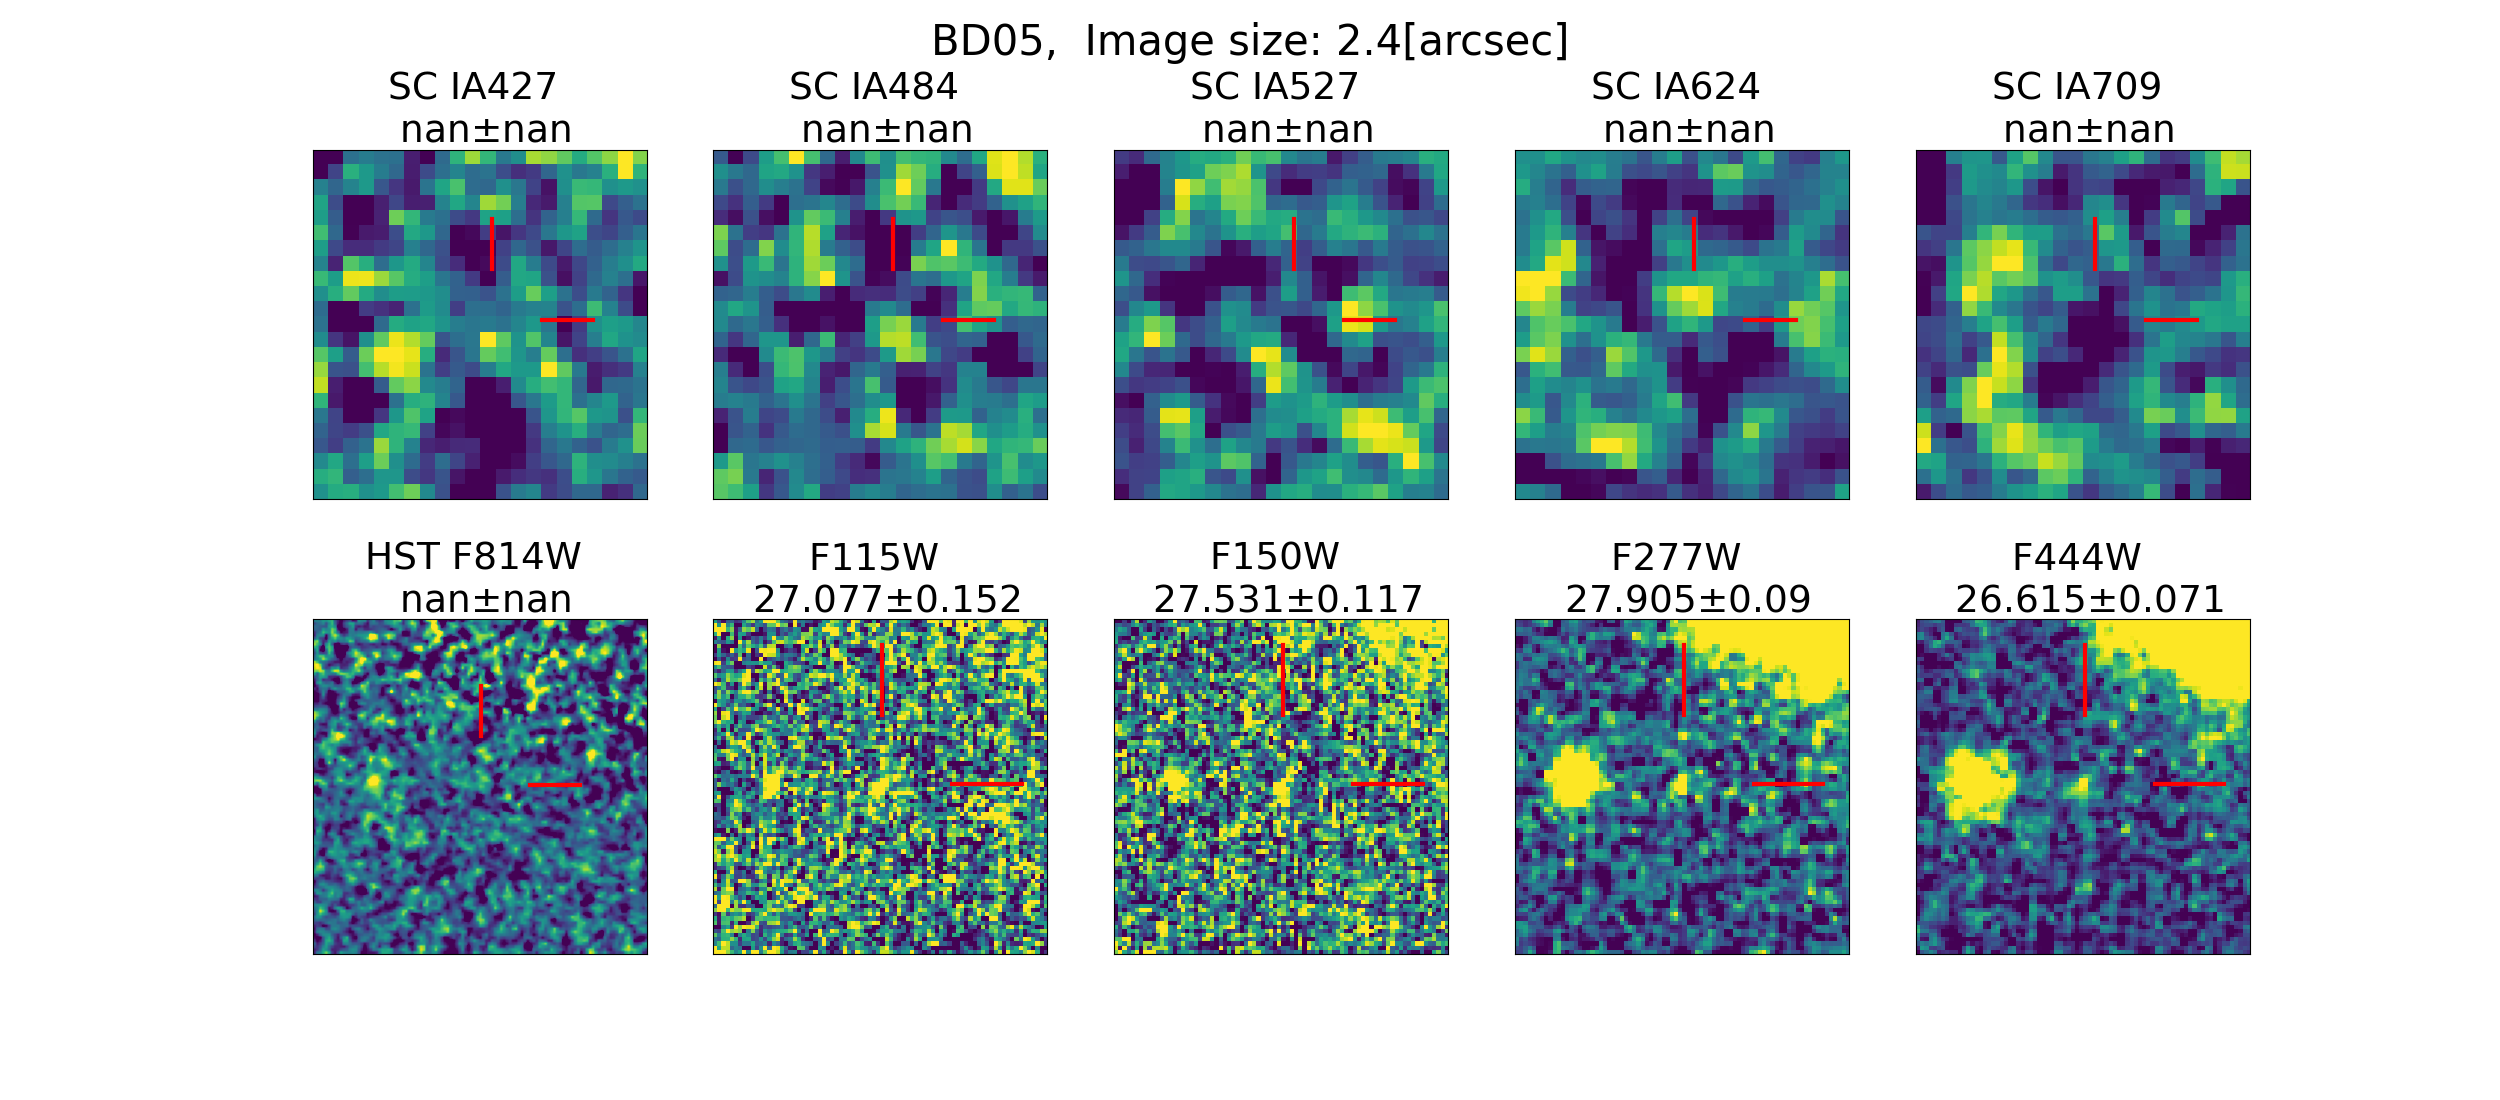 BD05,  Image size: 2.4[arcsec]
SC IA427
nan±nan
SC IA484
nan±nan
SC IA527
nan±nan
SC IA624
nan±nan
SC IA709
nan±nan
HST F814W
nan±nan
F115W
27.077±0.152
F150W
27.531±0.117
F277W
27.905±0.09
F444W
26.615±0.071